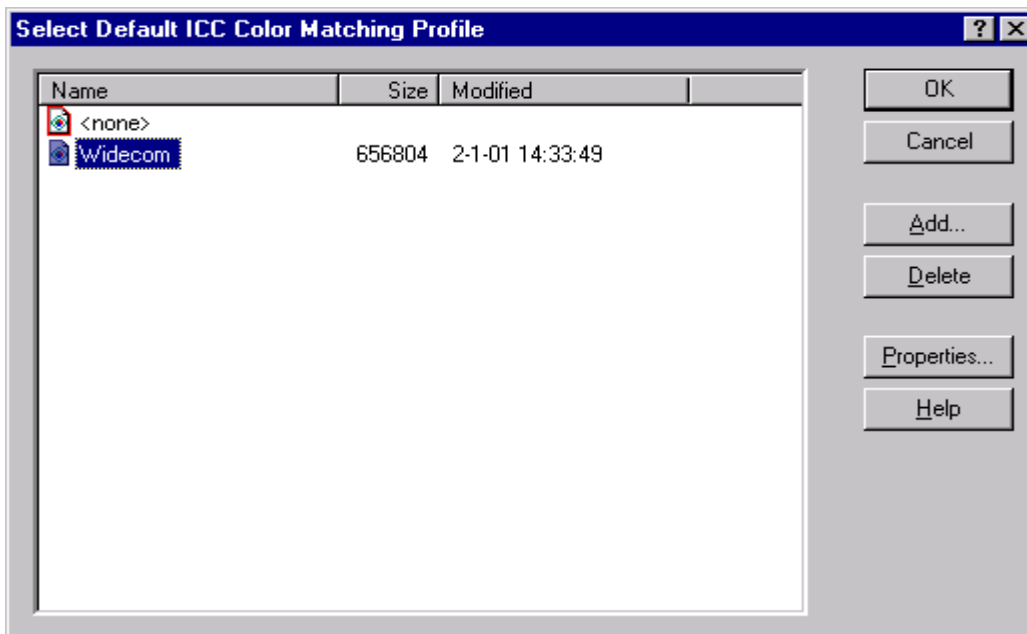 Select Default ICC Color Matching Profile
Name Size Modified
<none>
Widecom 656804 2-1-01 14:33:49
OK
Cancel
Add...
Delete
Properties...
Help